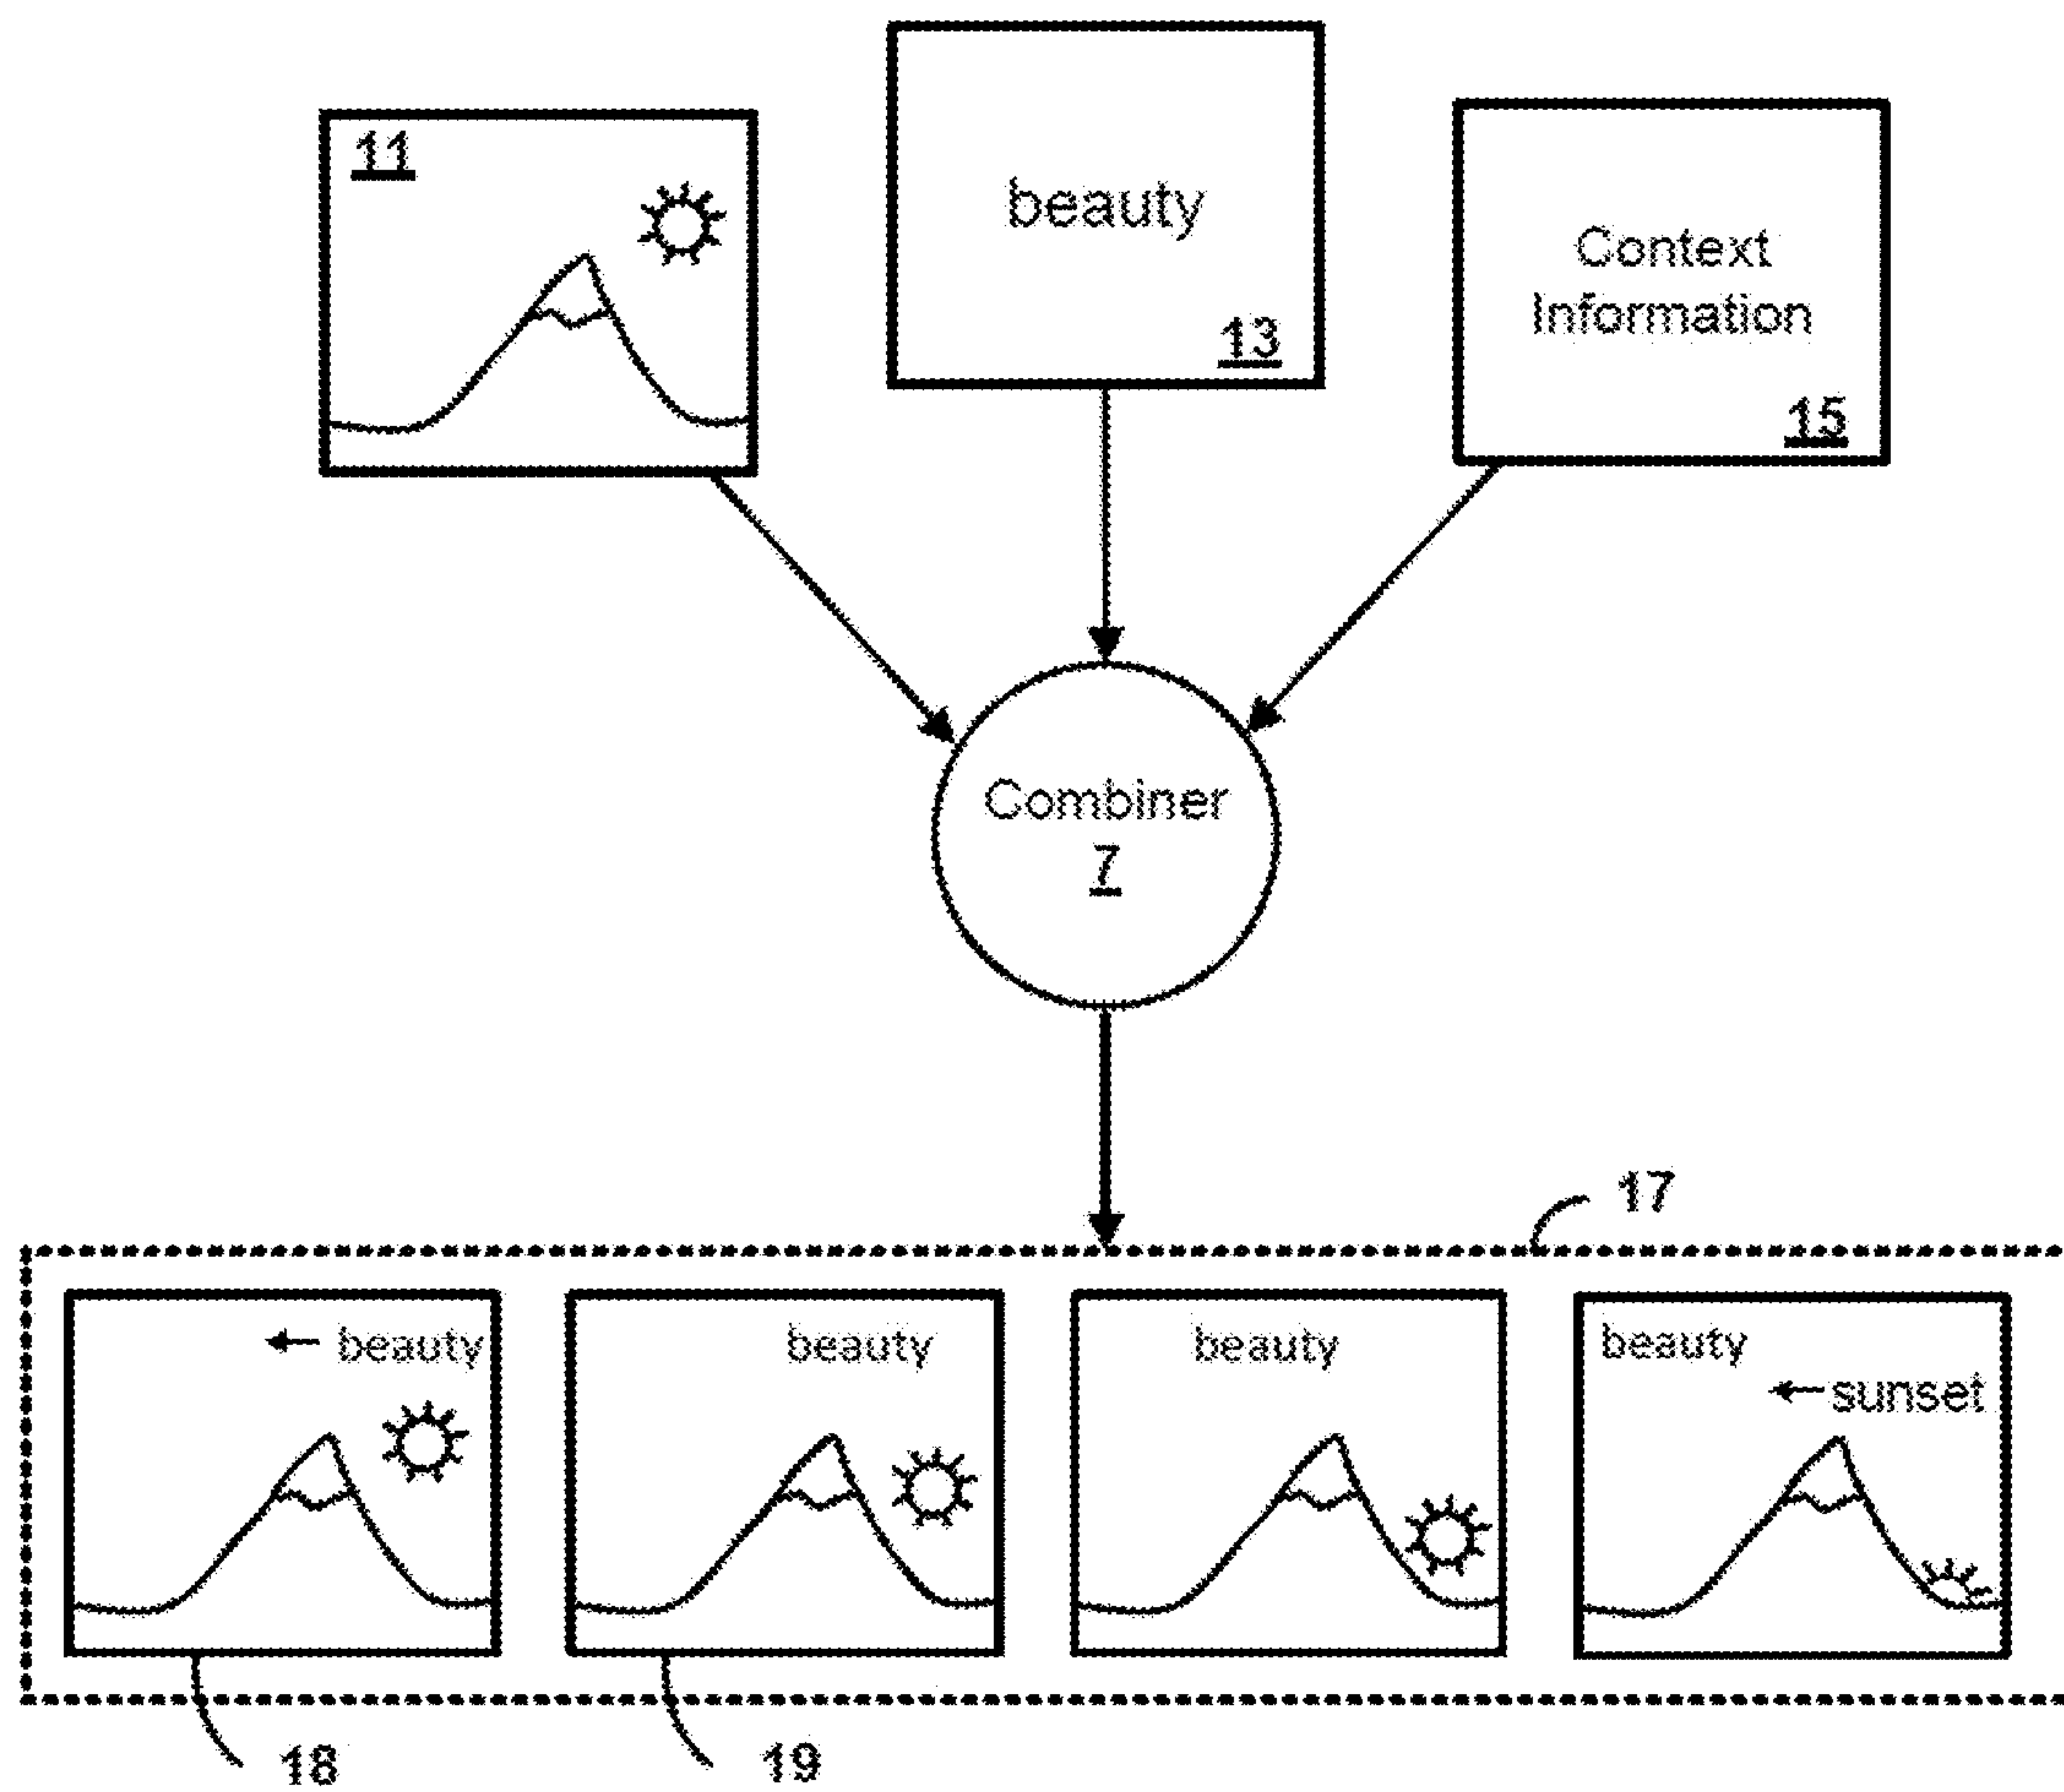 11
beauty
13
Context
Information
15
Combiner
7
17
beauty
beauty
beauty
beauty
sunset
18
19